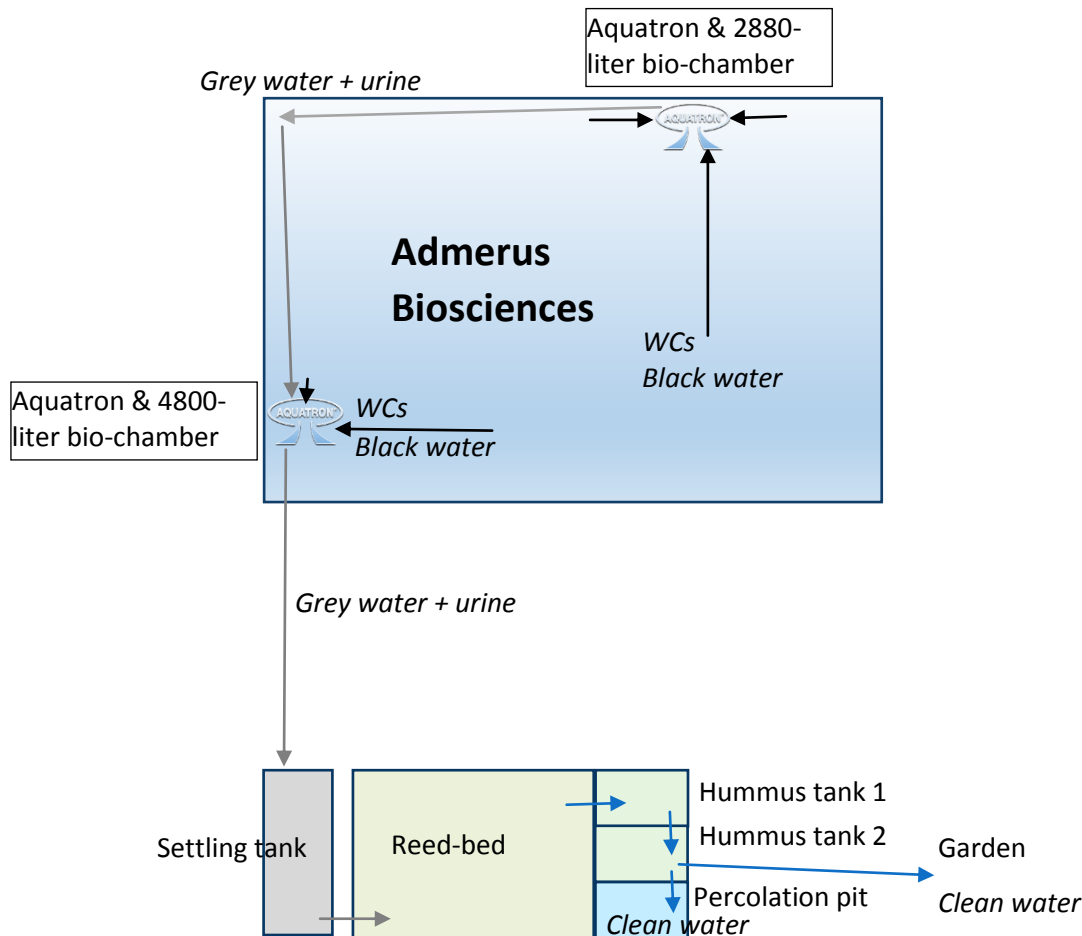 Aquatron & 2880-
liter bio-chamber
Grey water + urine
AQUATRON™
Admerus
Biosciences
WCs
Black water
Aquatron & 4800-
liter bio-chamber
AQUATRON™
WCs
Black water
Grey water + urine
Settling tank
Reed-bed
Hummus tank 1
Hummus tank 2
Percolation pit
Clean water
Garden
Clean water